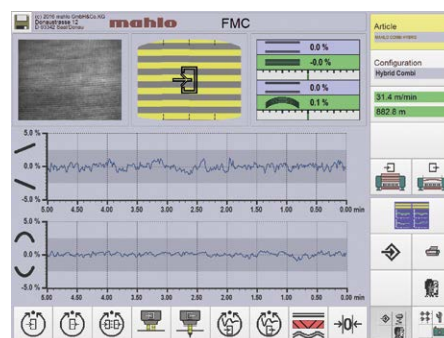 (c) 2010 mahlo GmbH&Co.KG
Donaustrasse 12
D-93342 Saal/Donau
mahlo
FMC
Article
Configuration
Hybrid Combi
0.0 %
-0.0 %
0.0 %
0.1 %
31.4 m/min
882.8 m
5.0 %
0.0 %
-5.0 %
5.00 4.50 4.00 3.50 3.00 2.50 2.00 1.50 1.00 0.50 0.00 min
5.0 %
0.0 %
-5.0 %
5.00 4.50 4.00 3.50 3.00 2.50 2.00 1.50 1.00 0.50 0.00 min